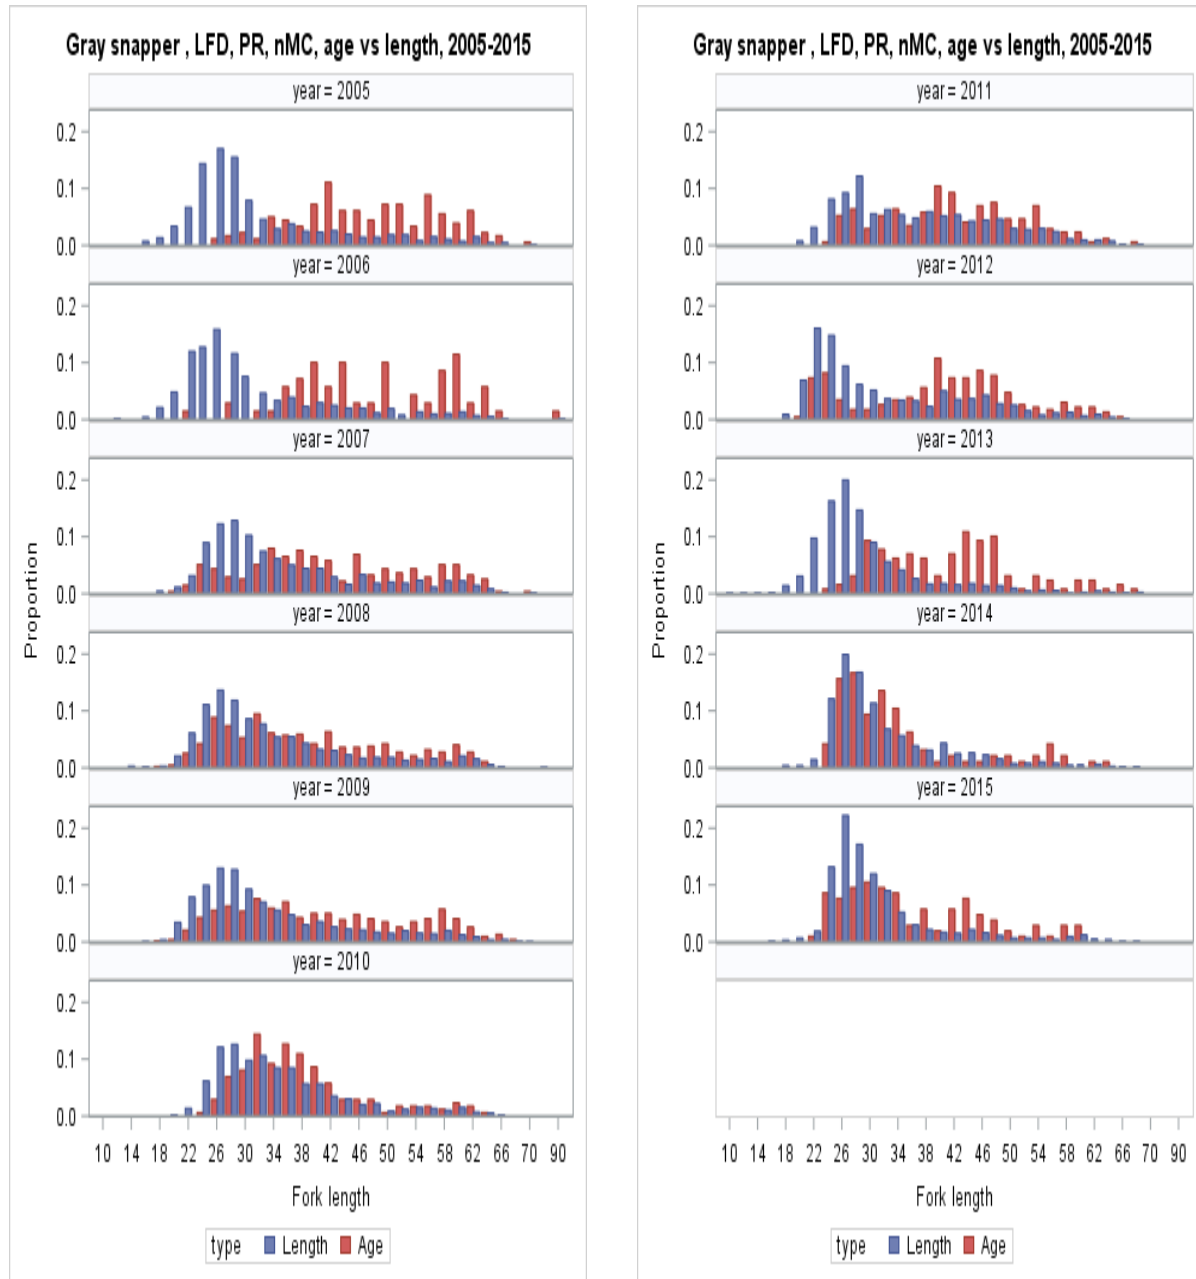 Gray snapper , LFD, PR, nMC, age vs length, 2005-2015
year = 2005
0.2
0.1
0.0
year = 2006
0.2
0.1
0.0
year = 2007
0.2
0.1
0.0
year = 2008
0.2
0.1
0.0
year = 2009
0.2
0.1
0.0
year = 2010
0.2
0.1
0.0
Proportion
10 14 18 22 26 30 34 38 42 46 50 54 58 62 66 70 90
Fork length
type Length Age
Gray snapper , LFD, PR, nMC, age vs length, 2005-2015
year = 2011
0.2
0.1
0.0
year = 2012
0.2
0.1
0.0
year = 2013
0.2
0.1
0.0
year = 2014
0.2
0.1
0.0
year = 2015
0.2
0.1
0.0
Proportion
10 14 18 22 26 30 34 38 42 46 50 54 58 62 66 70 90
Fork length
type Length Age